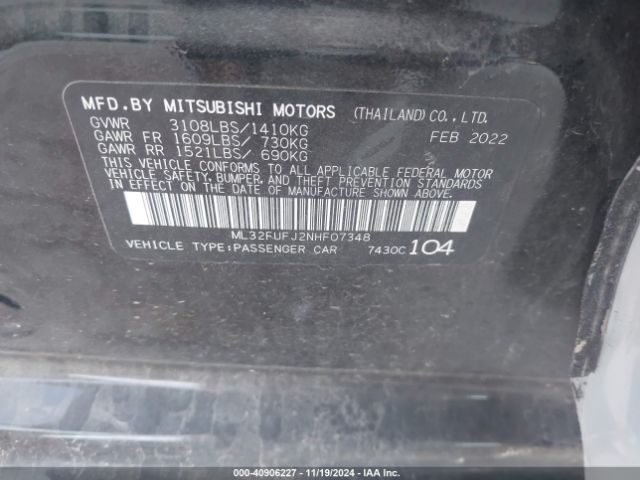 MFD.BY MITSUBISHI MOTORS (THAILAND)CO.,LTD.
GVWR 3108LBS/1410KG FEB 2022
GAWR FR 1609LBS/ 730KG
GAWR RR 1521LBS/ 690KG
THIS VEHICLE CONFORMS TO ALL APPLICABLE FEDERAL MOTOR
VEHICLE SAFETY, BUMPER, AND THEFT PREVENTION STANDARDS
IN EFFECT ON THE DATE OF MANUFACTURE SHOWN ABOVE.
ML32FUFJ2NHF07348
VEHICLE TYPE:PASSENGER CAR 7430C 104
000-40906227 - 11/19/2024 - IAA Inc.